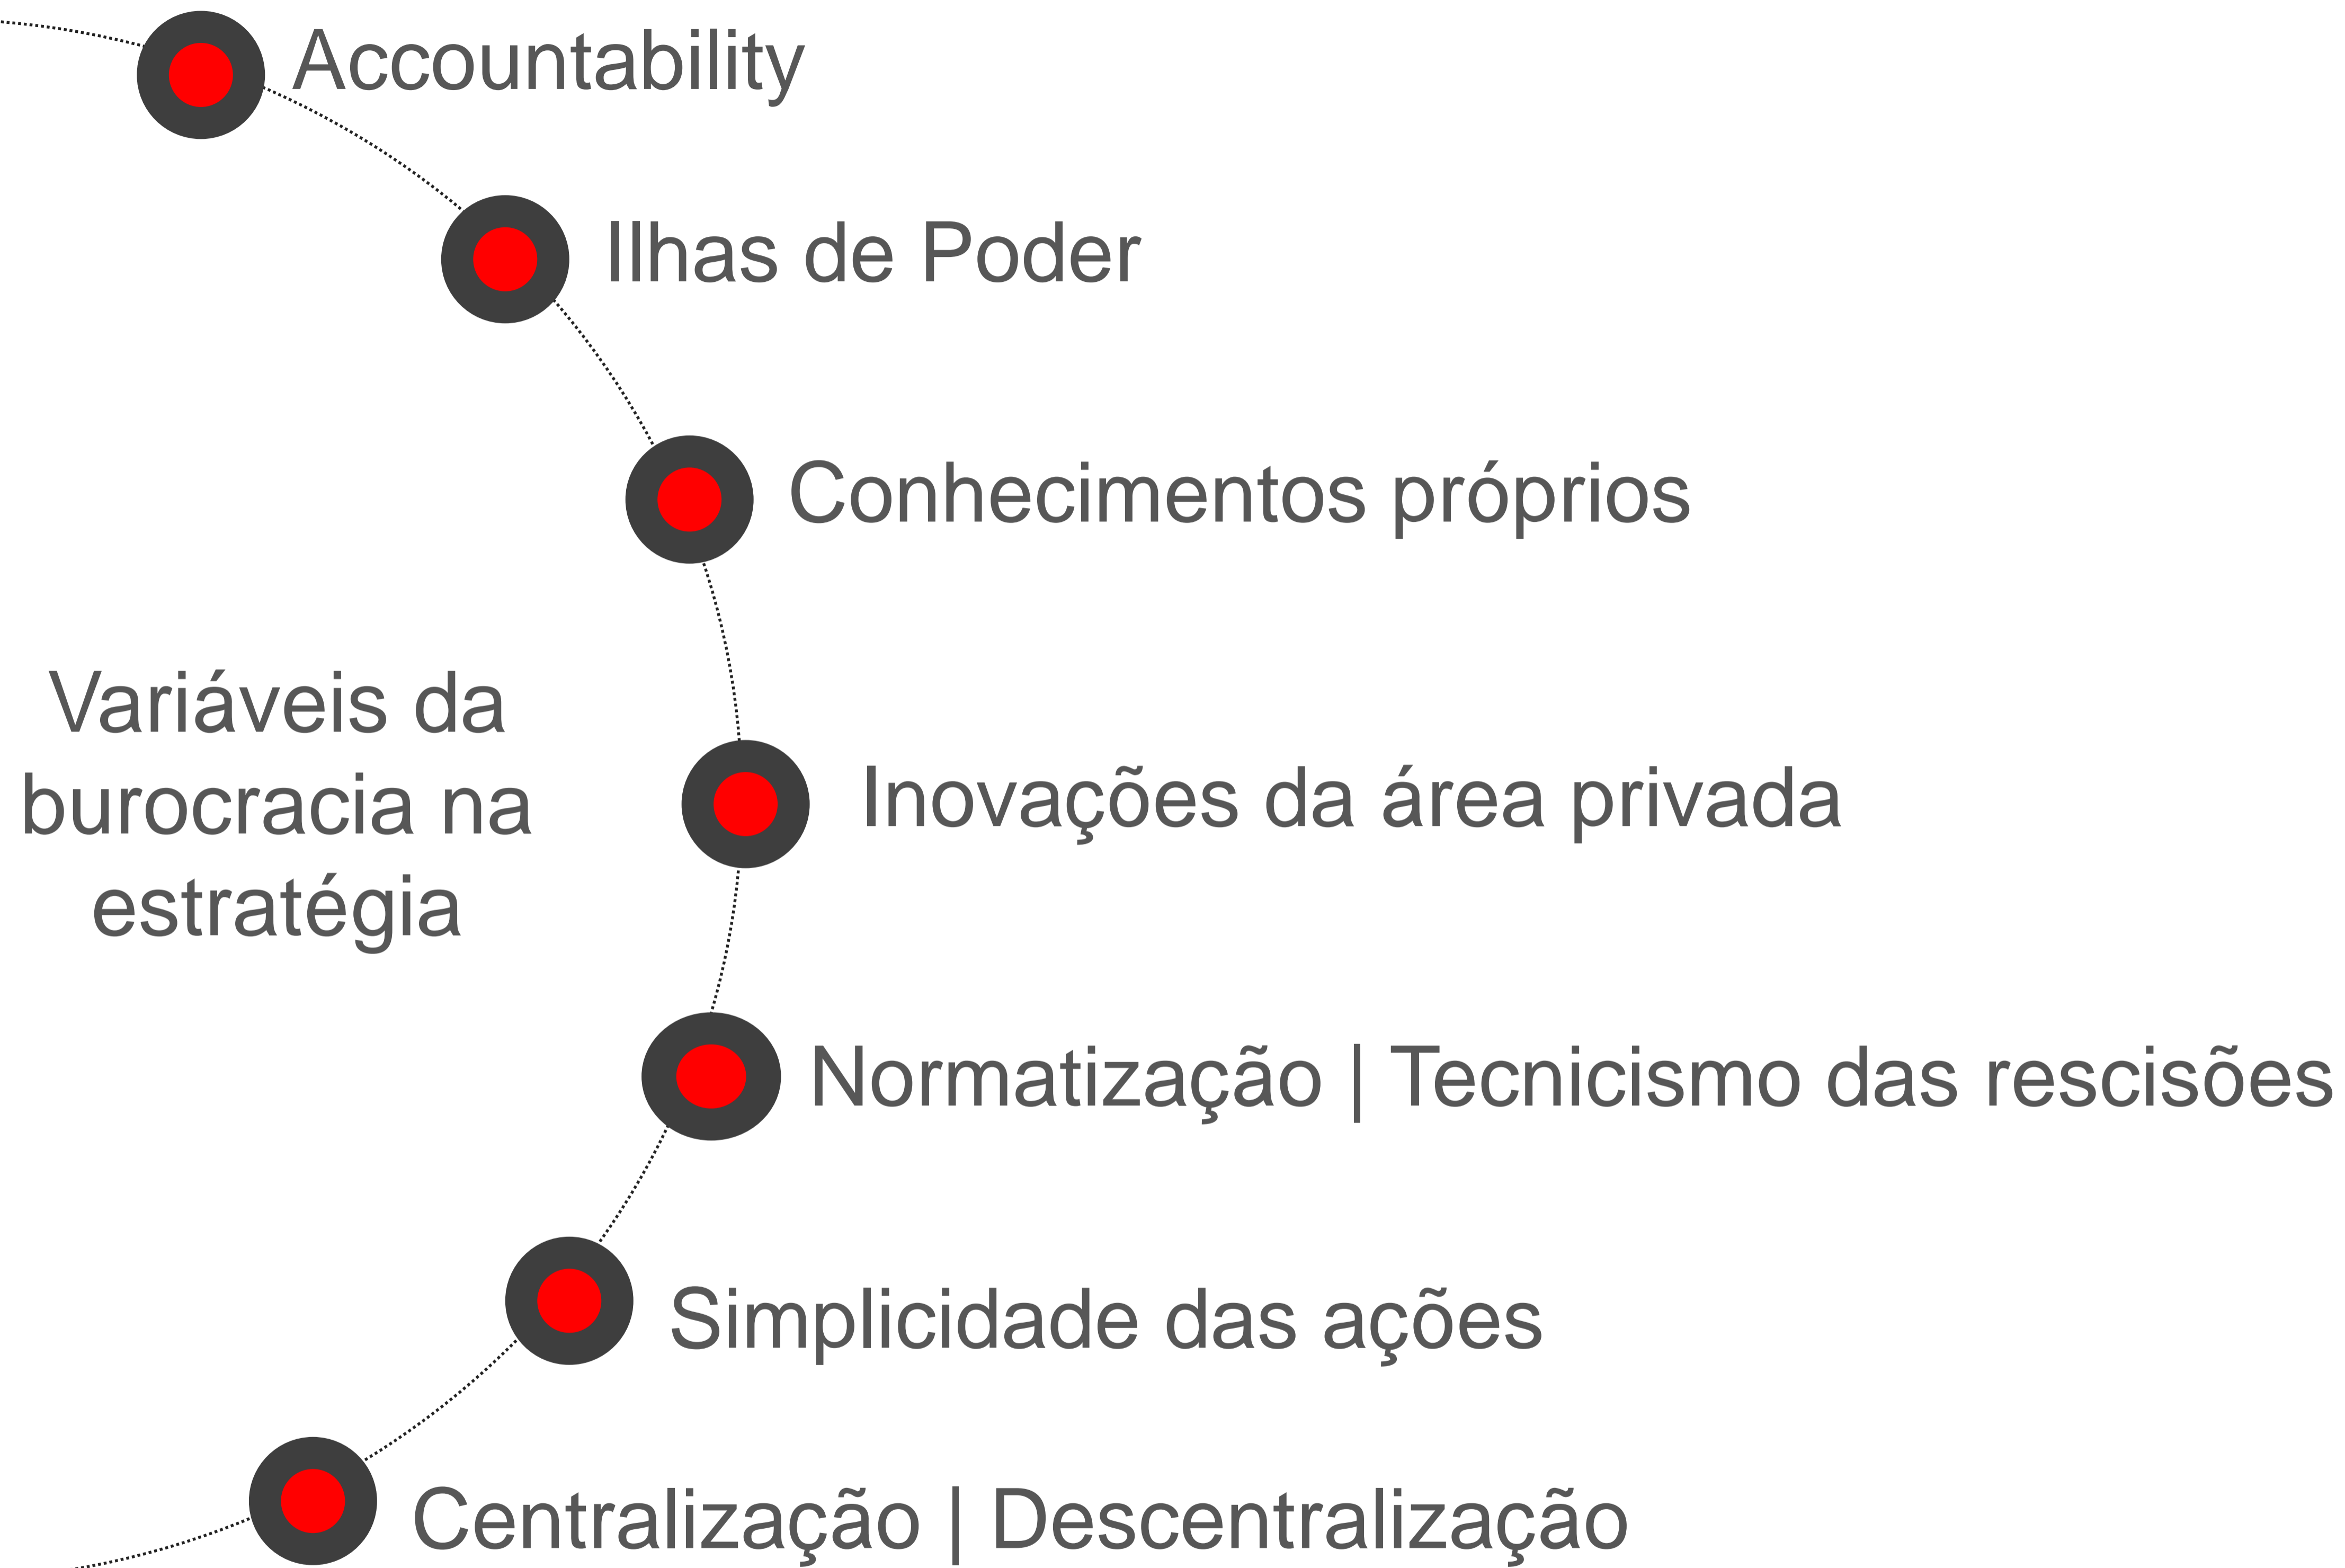 Accountability
Ilhas de Poder
Conhecimentos próprios
Variáveis da
burocracia na
estratégia
Inovações da área privada
Normatização | Tecnicismo das rescisões
Simplicidade das ações
Centralização | Descentralização